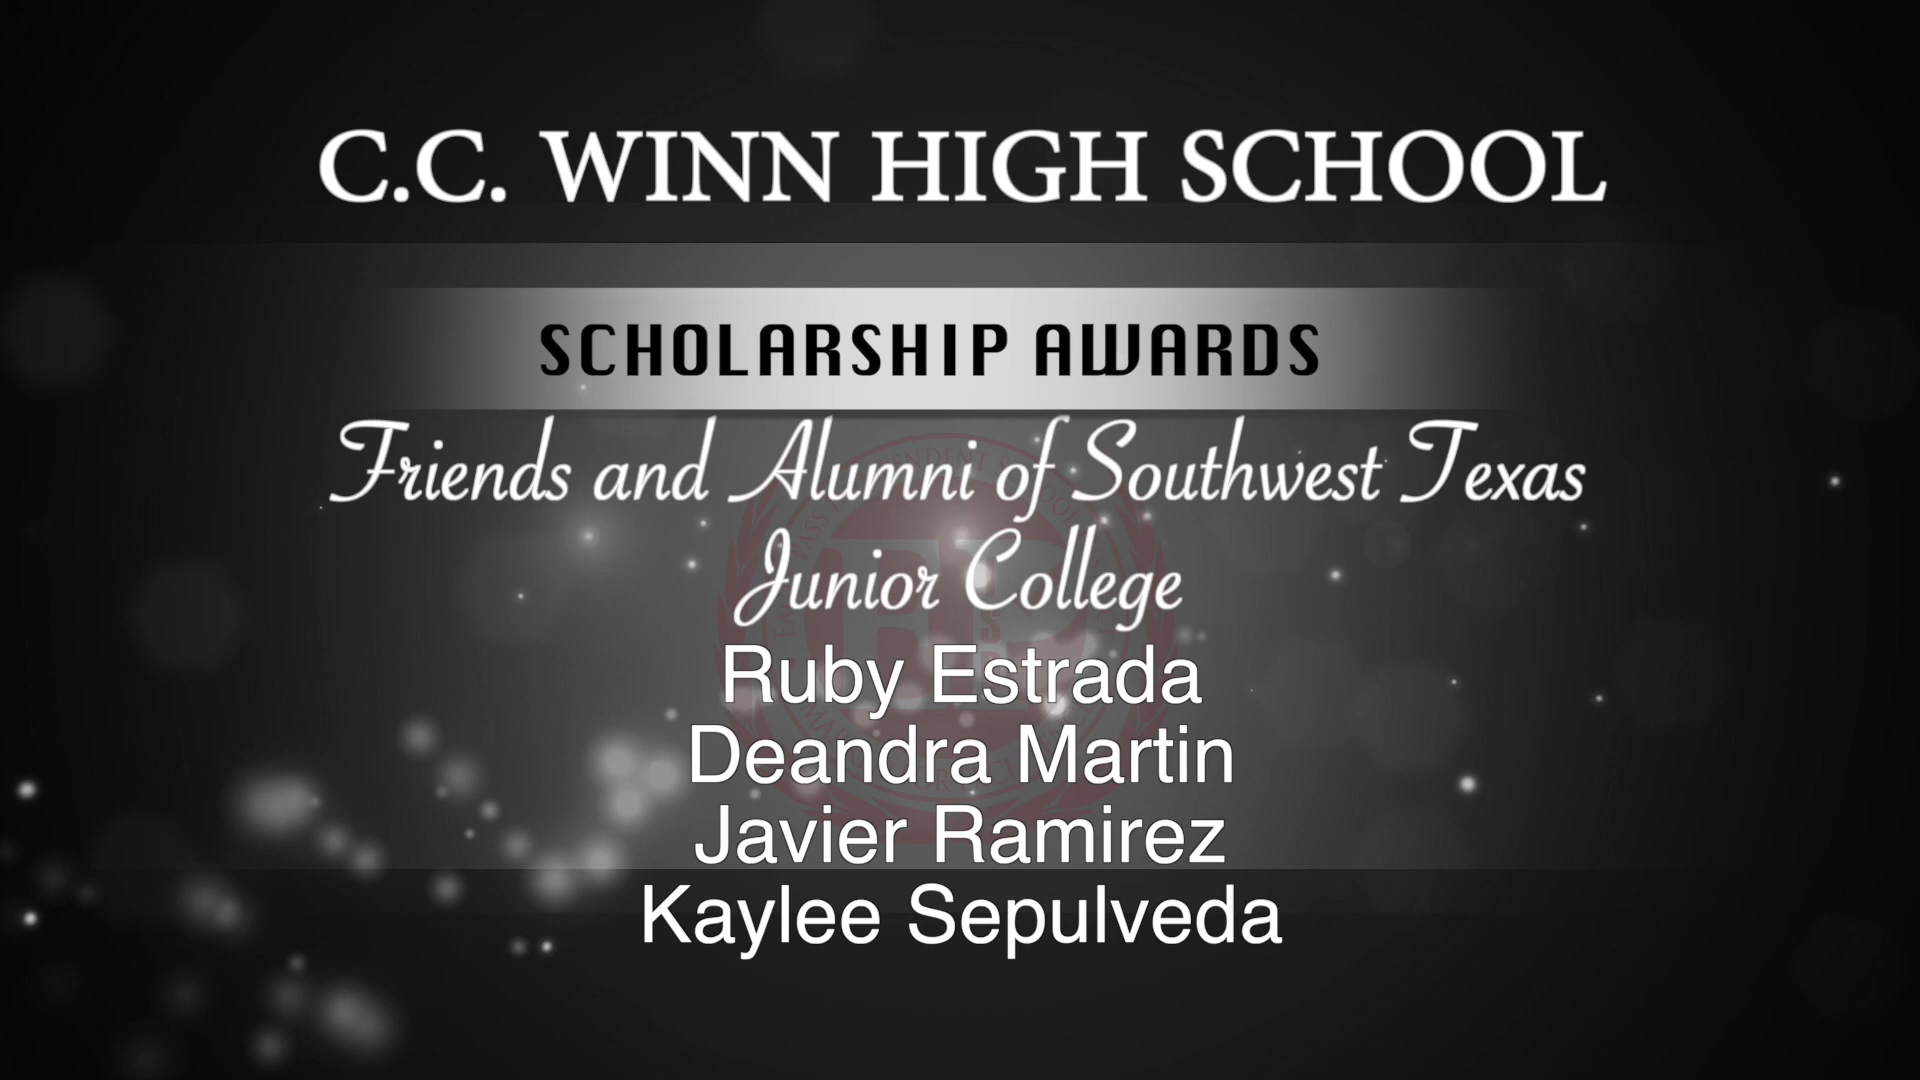 C.C. WINN HIGH SCHOOL
SCHOLARSHIP AWARDS
Friends and Alumni of Southwest Texas
Junior College
Ruby Estrada
Deandra Martin
Javier Ramirez
Kaylee Sepulveda